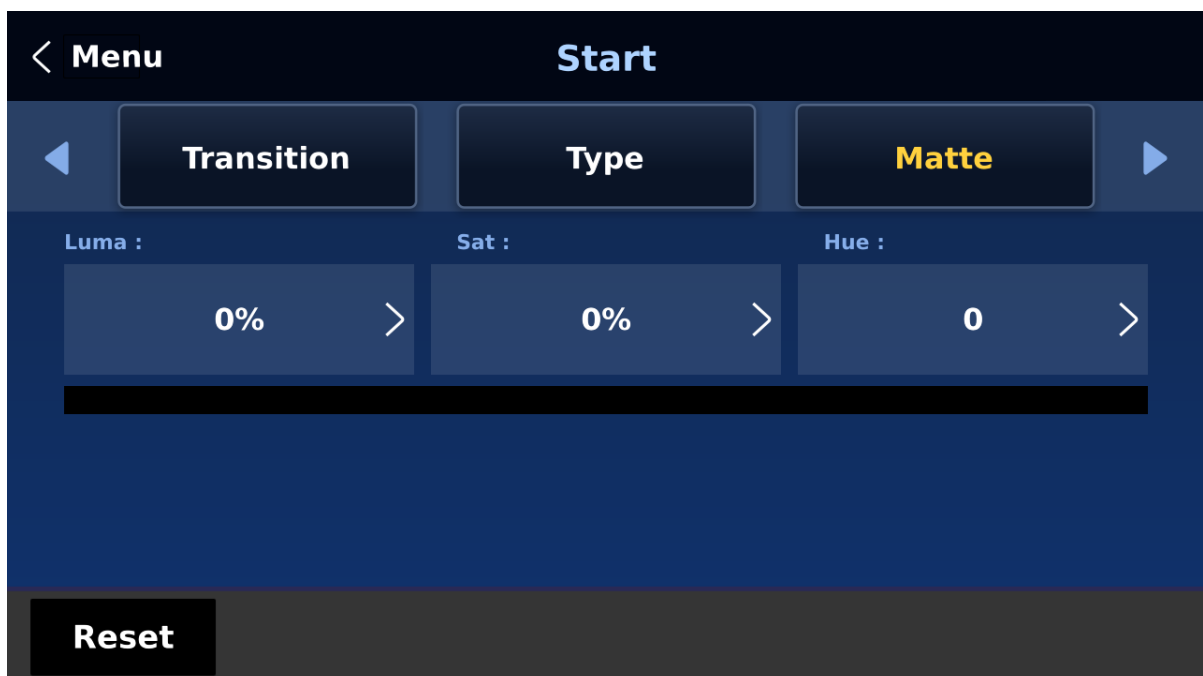 Menu
Start
Transition
Type
Matte
Luma :
Sat :
Hue :
0%
0%
0
Reset